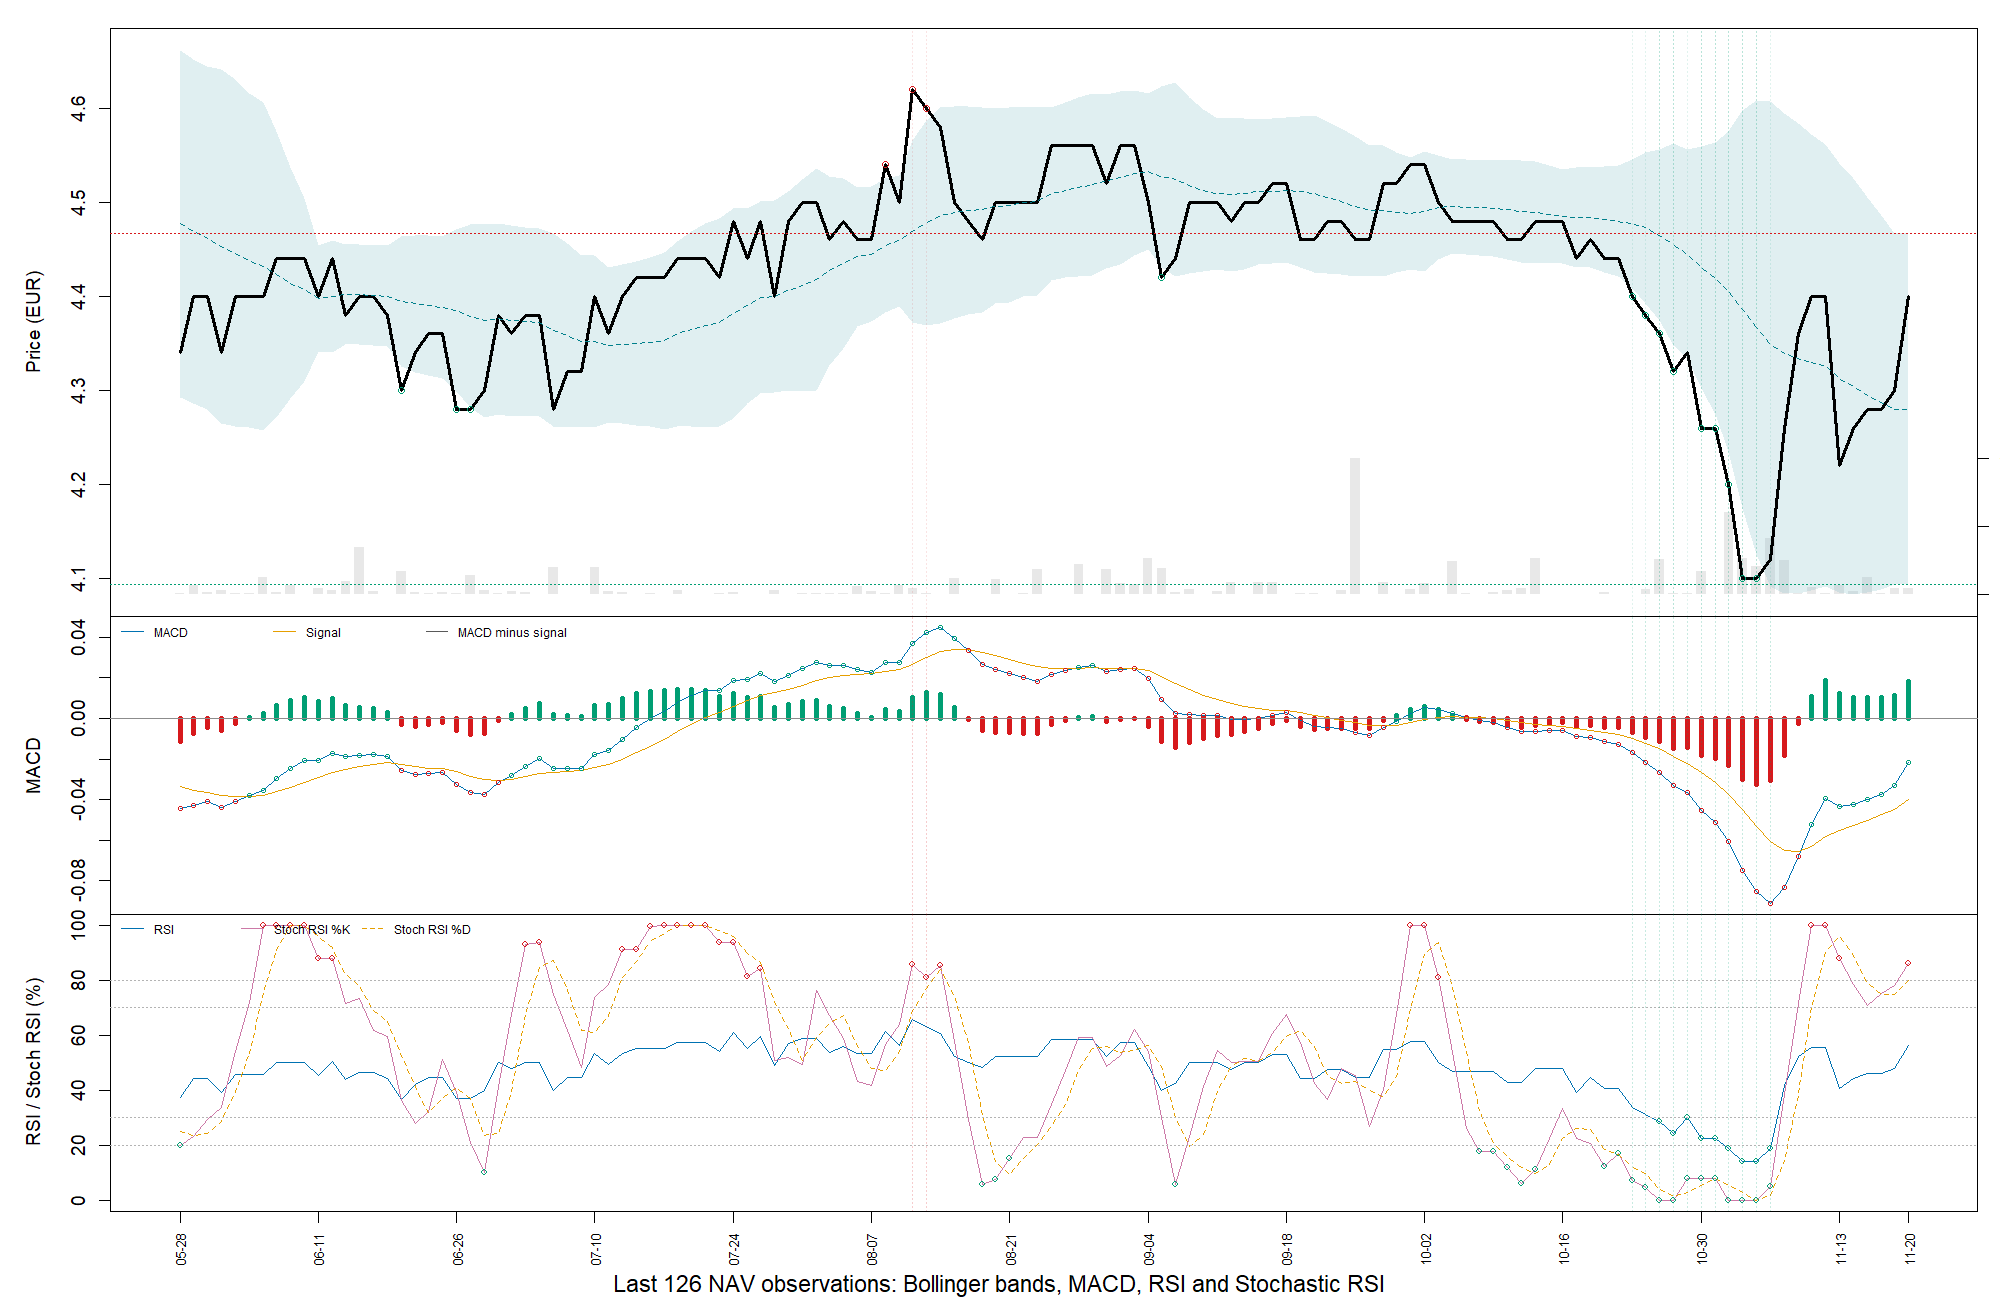 Price (EUR)
4.6
4.5
4.4
4.3
4.2
4.1
MACD Signal MACD minus signal
MACD
0.04
0.00
-0.04
-0.08
RSI Stoch RSI %K Stoch RSI %D
RSI / Stoch RSI (%)
100
80
60
40
20
0
05-28 06-11 06-26 07-10 07-24 08-07 08-21 09-04 09-18 10-02 10-16 10-30 11-13 11-20
Last 126 NAV observations: Bollinger bands, MACD, RSI and Stochastic RSI